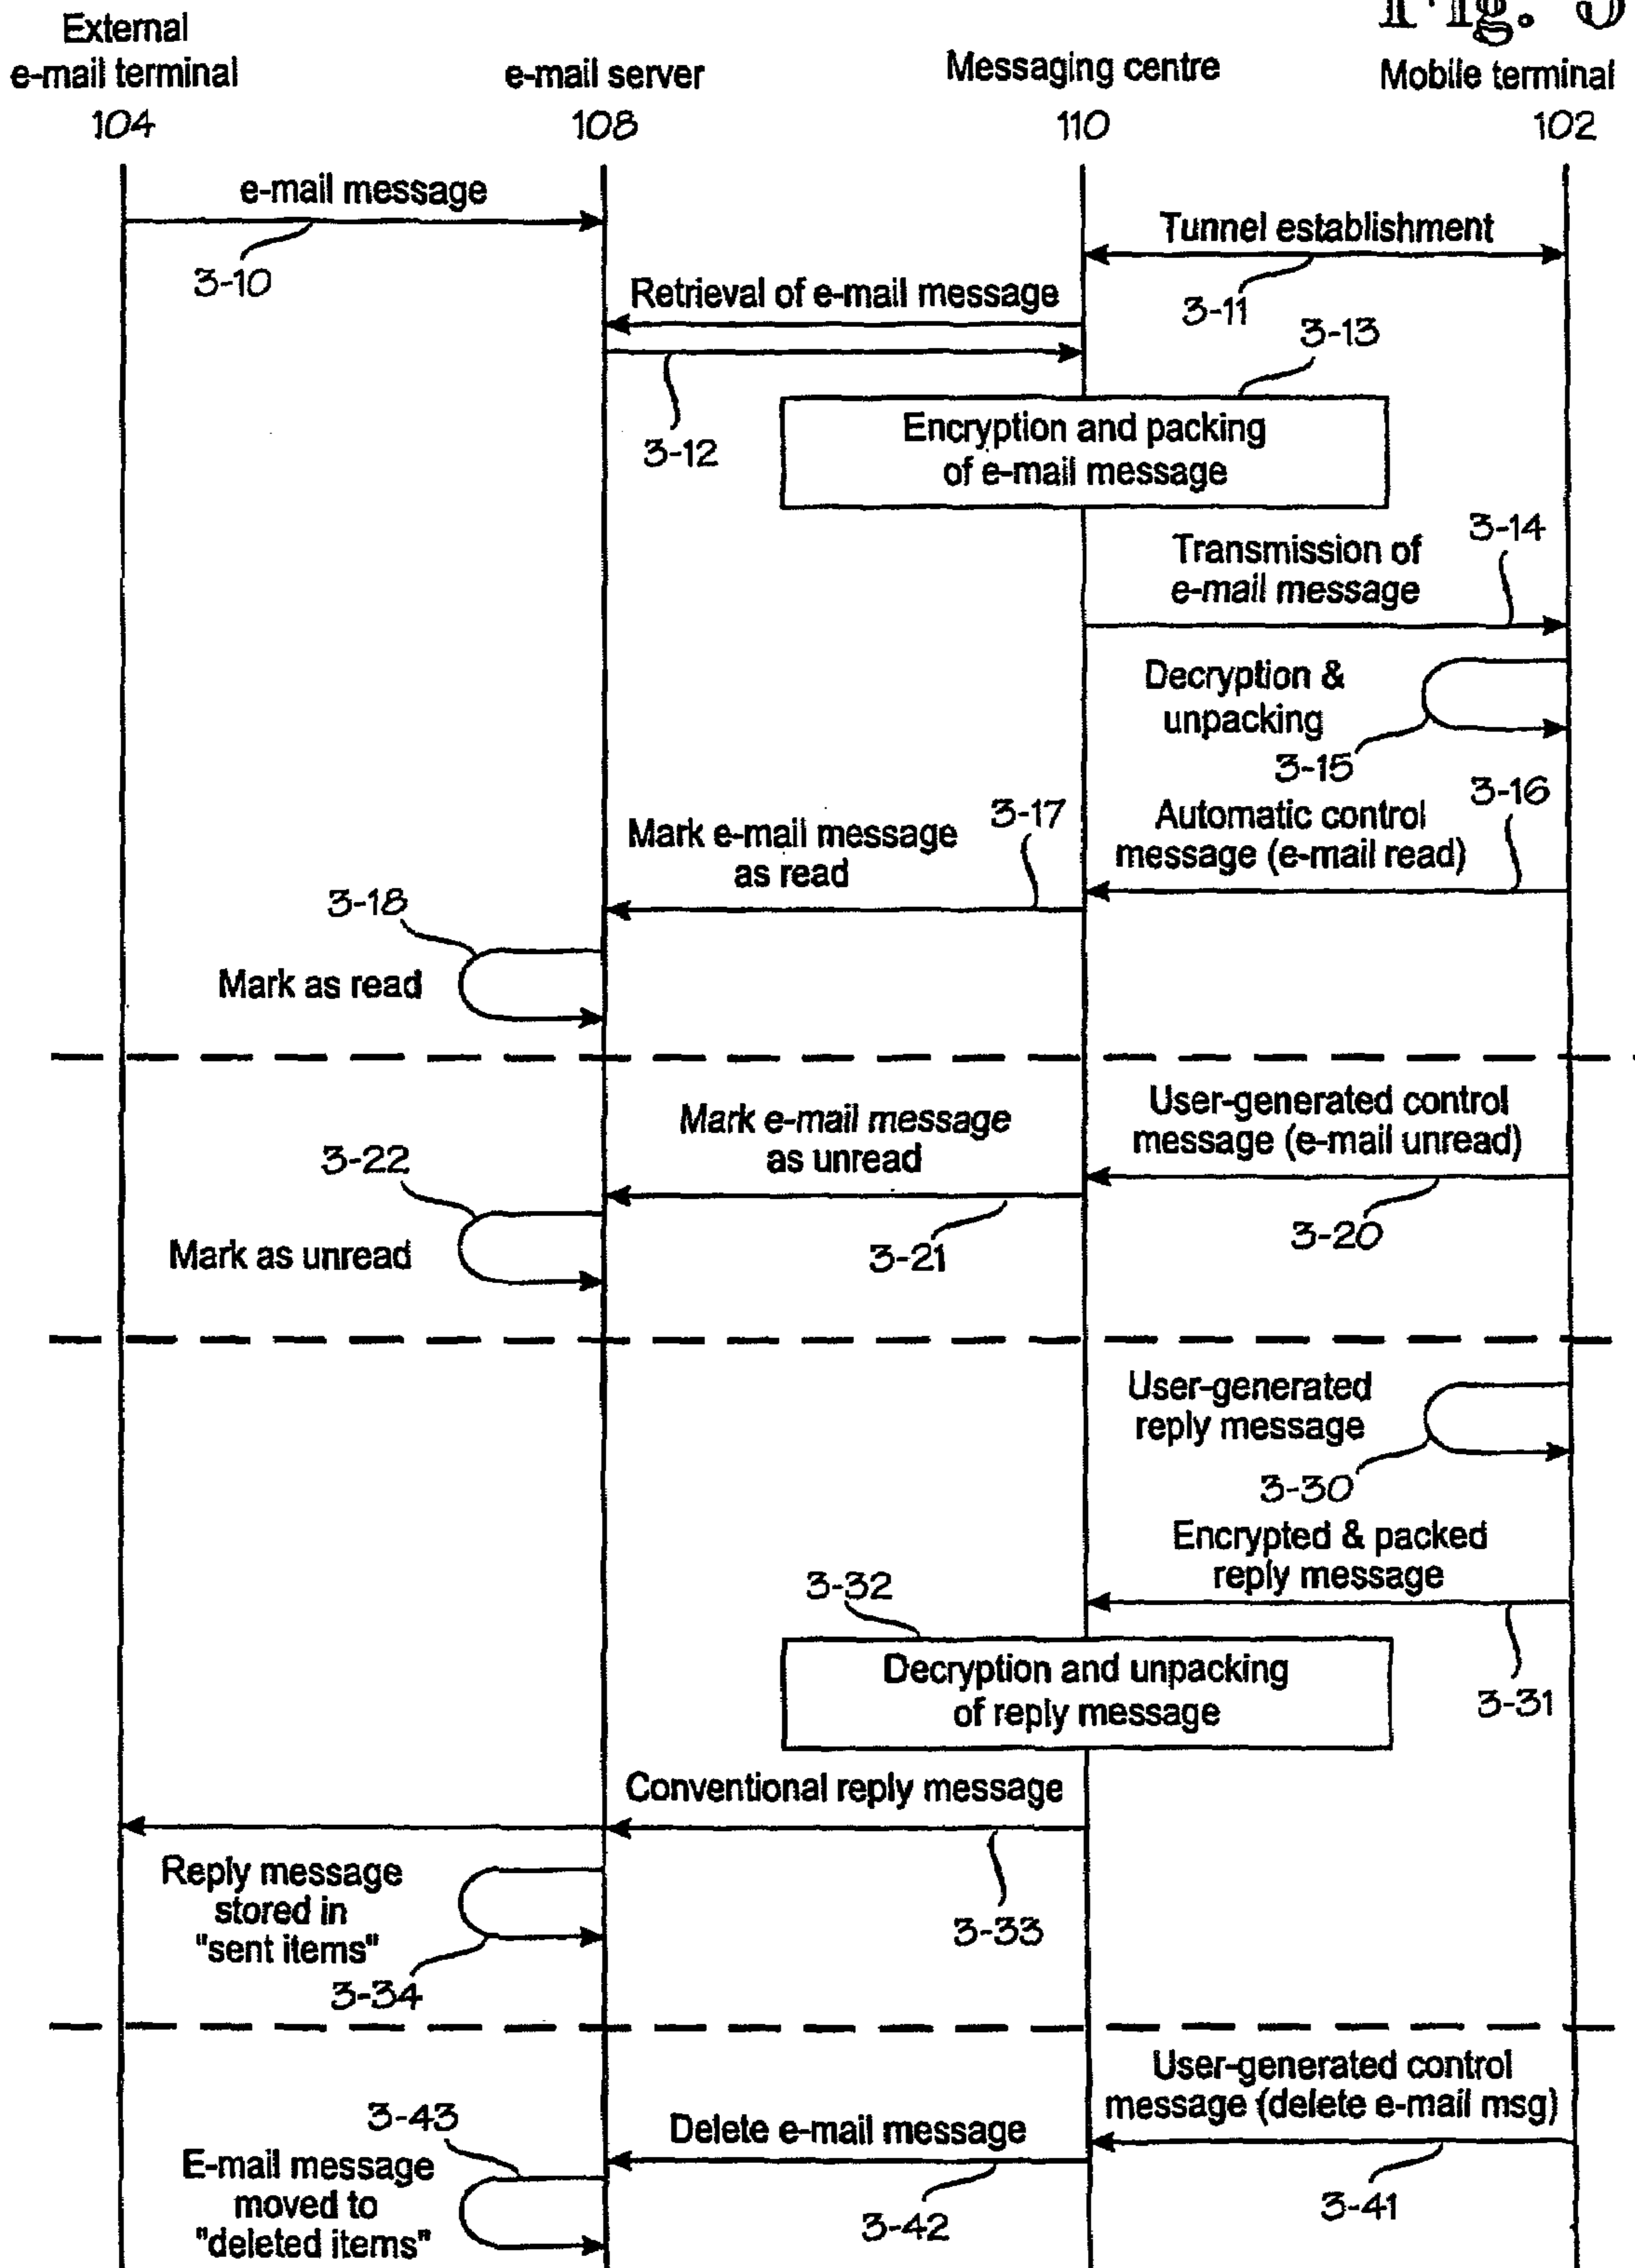 Fig. 3
External
e-mail terminal
104
e-mail server
108
Messaging centre
110
Mobile terminal
102
e-mail message
3-10
Tunnel establishment
3-11
Retrieval of e-mail message
3-12
3-13
Encryption and packing
of e-mail message
3-14
Transmission of
e-mail message
Decryption &
unpacking
3-15
3-16
Automatic control
message (e-mail read)
3-17
Mark e-mail message
as read
3-18
Mark as read
User-generated control
message (e-mail unread)
3-20
Mark e-mail message
as unread
3-21
3-22
Mark as unread
User-generated
reply message
3-30
Encrypted & packed
reply message
3-31
3-32
Decryption and unpacking
of reply message
Conventional reply message
3-33
Reply message
stored in
"sent items"
3-34
User-generated control
message (delete e-mail msg)
3-41
Delete e-mail message
3-42
3-43
E-mail message
moved to
"deleted items"